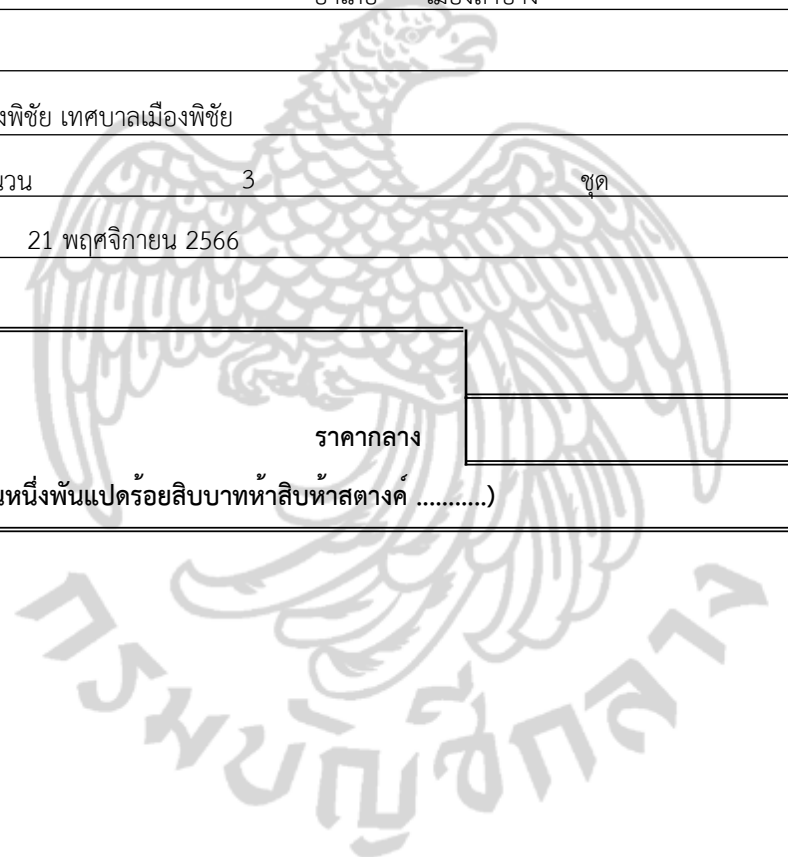 งพิชัย เทศบาลเมืองพิชัย
3 ชุด
21 พฤศจิกายน 2566
ราคากลาง
หนึ่งพันแปดร้อยสิบบาทห้าสิบห้าสตางค์ ...........)
กรมบัญชีกลาง